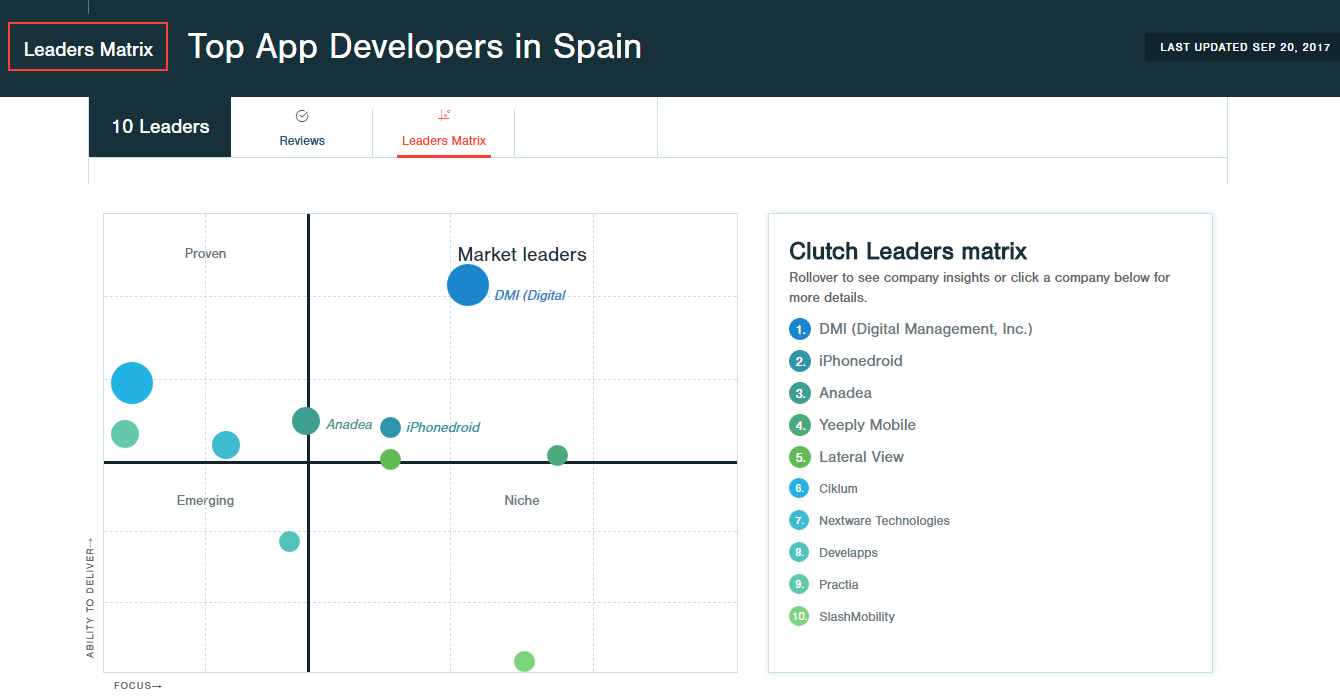 Leaders Matrix
Top App Developers in Spain
LAST UPDATED SEP 20, 2017
10 Leaders
Reviews
Leaders Matrix
Proven
Market leaders
DMI (Digital
Anadea
iPhonedroid
Emerging
Niche
ABILITY TO DELIVER→
FOCUS→
Clutch Leaders matrix
Rollover to see company insights or click a company below for
more details.
1. DMI (Digital Management, Inc.)
2. iPhonedroid
3. Anadea
4. Yeeply Mobile
5. Lateral View
6. Ciklum
7. Nextware Technologies
8. Develapps
9. Practia
10. SlashMobility